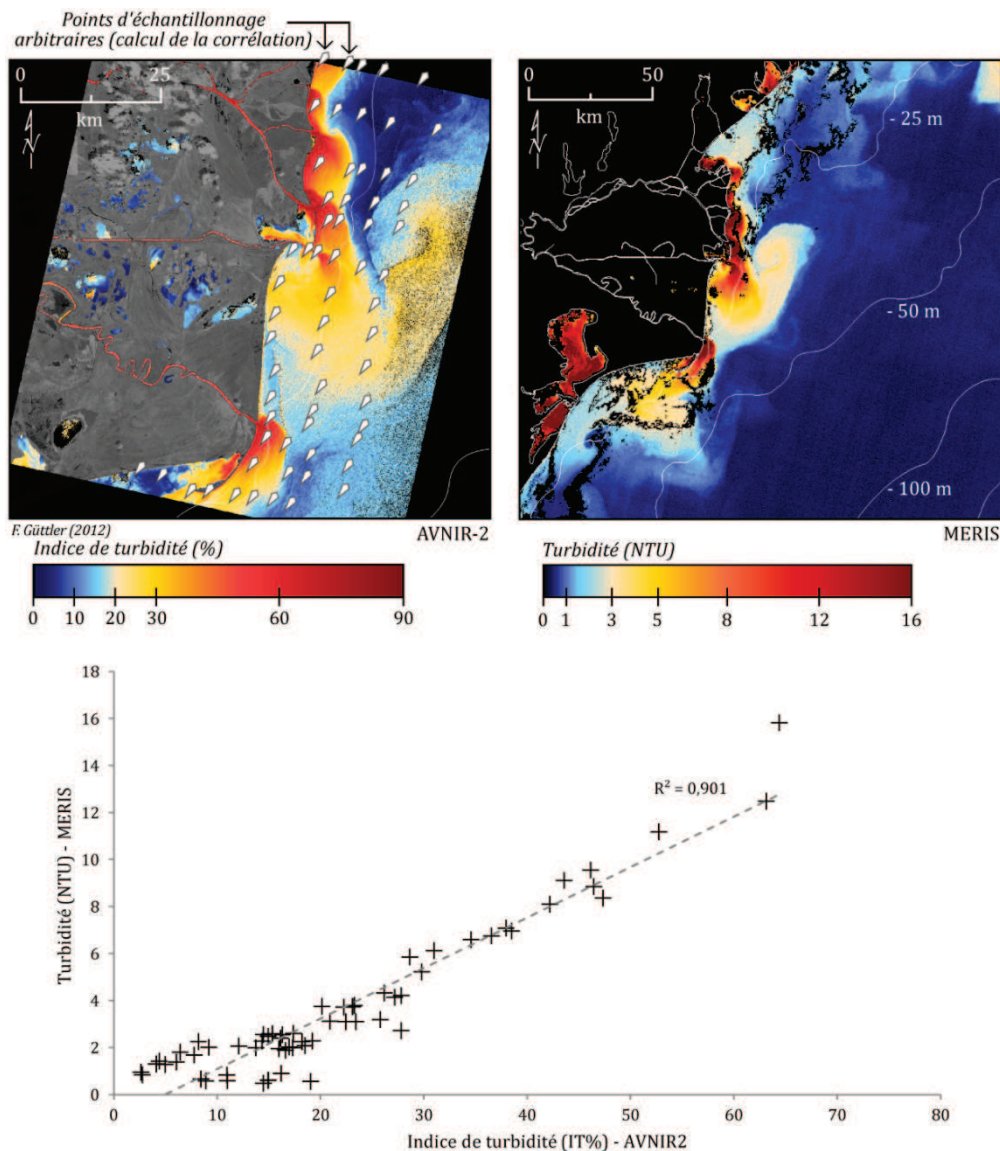 Points d'échantillonnage
arbitraires (calcul de la corrélation)
0 25
km
N
0 50
km
N
- 25 m
- 50 m
- 100 m
F. Güttler (2012)
AVNIR-2
MERIS
Indice de turbidité (%)
0 10 20 30 60 90
Turbidité (NTU)
0 1 3 5 8 12 16
18
16
14
12
10
8
6
4
2
0
Turbidité (NTU) - MERIS
R² = 0,901
0 10 20 30 40 50 60 70 80
Indice de turbidité (IT%) - AVNIR2